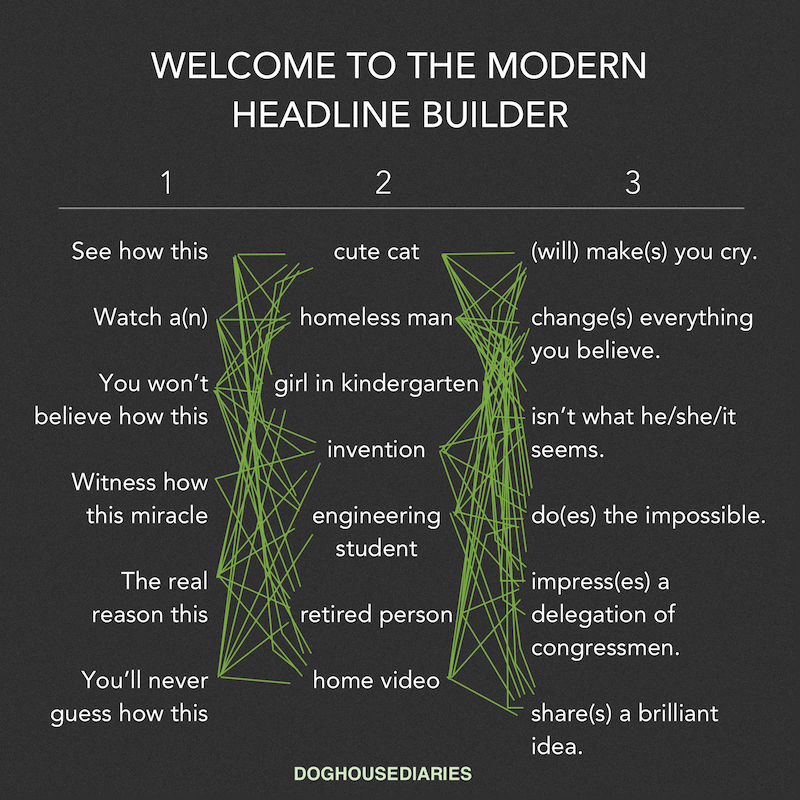 WELCOME TO THE MODERN
HEADLINE BUILDER
1
2
3
See how this
Watch a(n)
You won't
believe how this
Witness how
this miracle
The real
reason this
You'll never
guess how this
cute cat
homeless man
girl in kindergarten
invention
engineering
student
retired person
home video
(will) make(s) you cry.
change(s) everything
you believe.
isn't what he/she/it
seems.
do(es) the impossible.
impress(es) a
delegation of
congressmen.
share(s) a brilliant
idea.
DOGHOUSEDIARIES